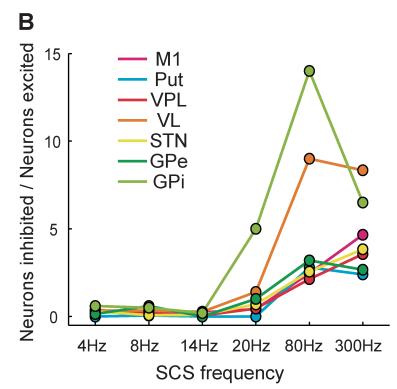 B
Neurons inhibited / Neurons excited
15
10
5
0
M1
Put
VPL
VL
STN
GPe
GPi
4Hz 8Hz 14Hz 20Hz 80Hz 300Hz
SCS frequency